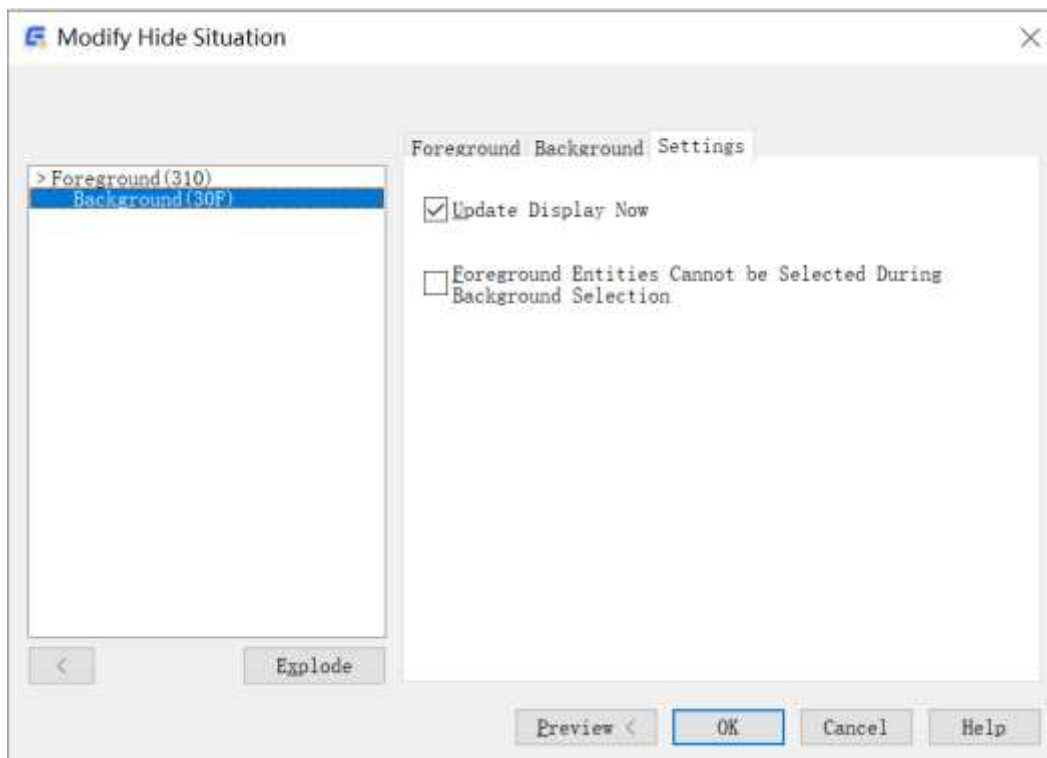 Modify Hide Situation
Foreground Background Settings
> Foreground(310)
Background(30F)
Update Display Now
Foreground Entities Cannot be Selected During
Background Selection
< Explode
Preview < OK Cancel Help